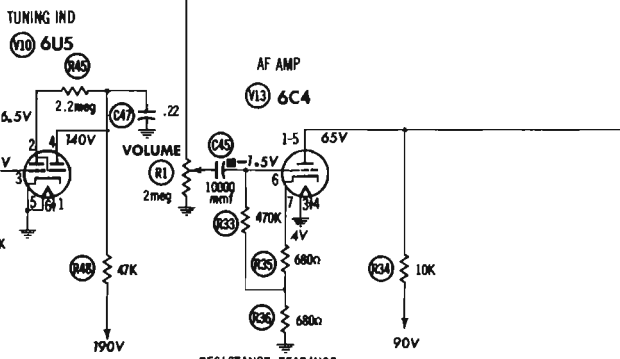 TUNING IND
V10 6U5
R45
2.2meg
6.5V
C47 .22
140V
2 4
V
3
5 6 1
K
R48 47K
190V
VOLUME
R1
2meg
C45
10000
mmf
-1.5V
AF AMP
V13 6C4
1-5 65V
6
7 3 4
4V
470K
R33
R35 680Ω
R36 680Ω
R34 10K
90V